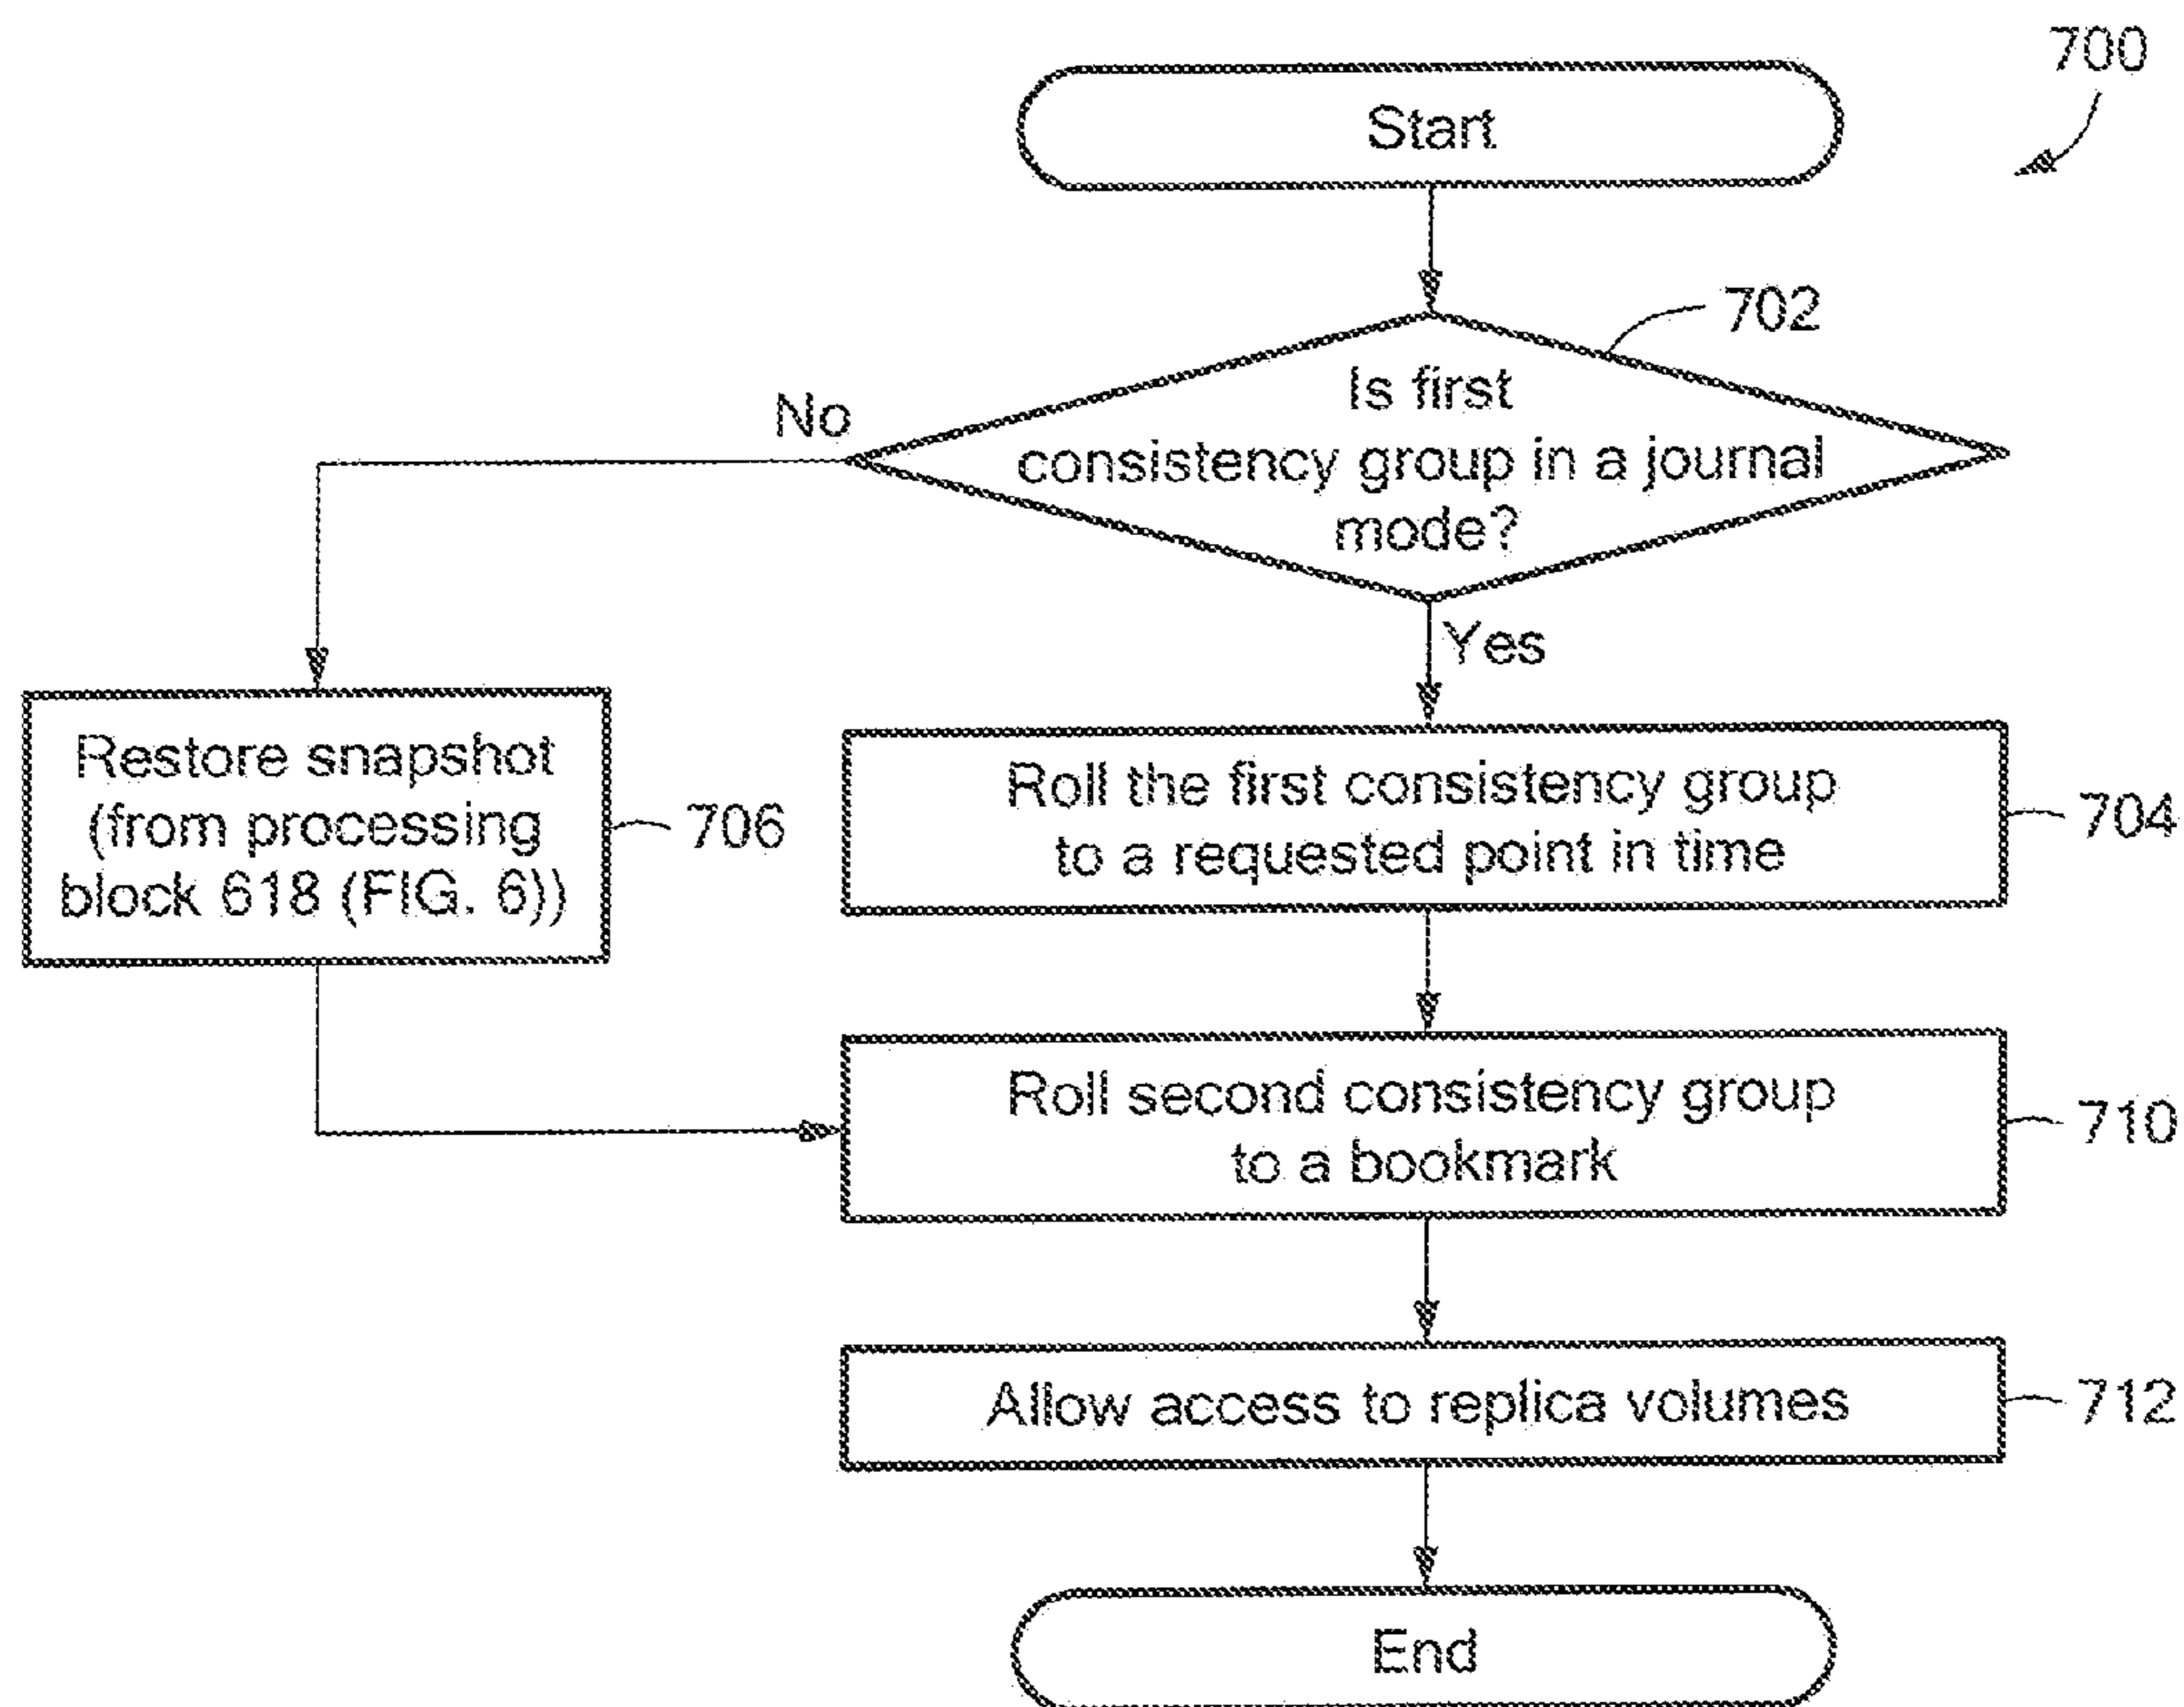 700
Start
702
Is first
consistency group in a journal
mode?
No
Yes
Restore snapshot
(from processing
block 618 (FIG. 6))
706
Roll the first consistency group
to a requested point in time
704
Roll second consistency group
to a bookmark
710
Allow access to replica volumes
712
End